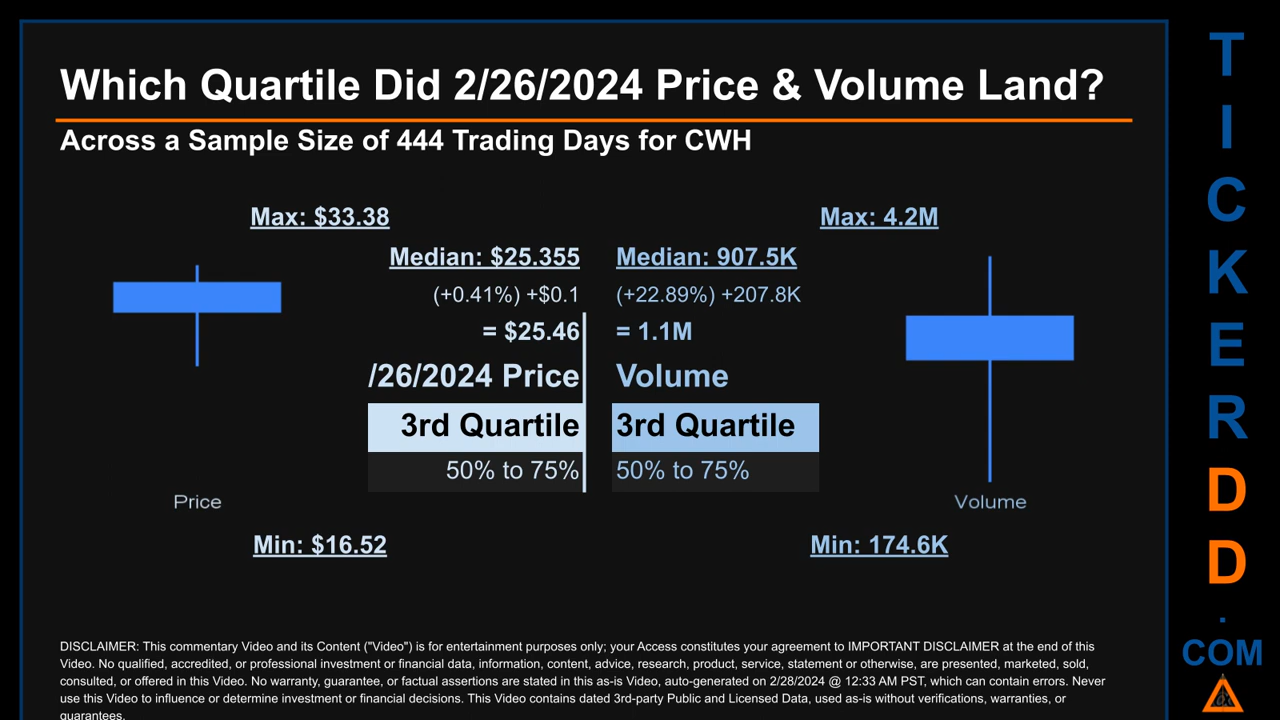 Which Quartile Did 2/26/2024 Price & Volume Land?
Across a Sample Size of 444 Trading Days for CWH
Max: $33.38
Median: $25.355
(+0.41%) +$0.1
= $25.46
/26/2024 Price
3rd Quartile
50% to 75%
Price
Min: $16.52
Max: 4.2M
Median: 907.5K
(+22.89%) +207.8K
= 1.1M
Volume
3rd Quartile
50% to 75%
Volume
Min: 174.6K
DISCLAIMER: This commentary Video and its Content ("Video") is for entertainment purposes only; your Access constitutes your agreement to IMPORTANT DISCLAIMER at the end of this
Video. No qualified, accredited, or professional investment or financial data, information, content, advice, research, product, service, statement or otherwise, are presented, marketed, sold,
consulted, or offered in this Video. No warranty, guarantee, or factual assertions are stated in this as-is Video, auto-generated on 2/28/2024 @ 12:33 AM PST, which can contain errors. Never
use this Video to influence or determine investment or financial decisions. This Video contains dated 3rd-party Public and Licensed Data, used as-is without verifications, warranties, or
guarantees.
TICKERDD.COM